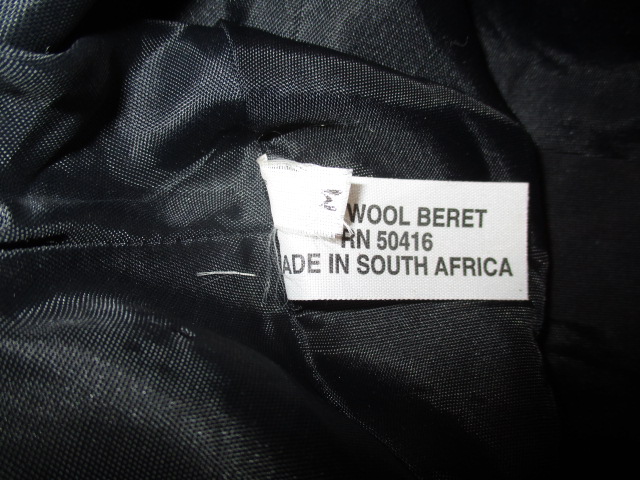 WOOL BERET
RN 50416
ADE IN SOUTH AFRICA